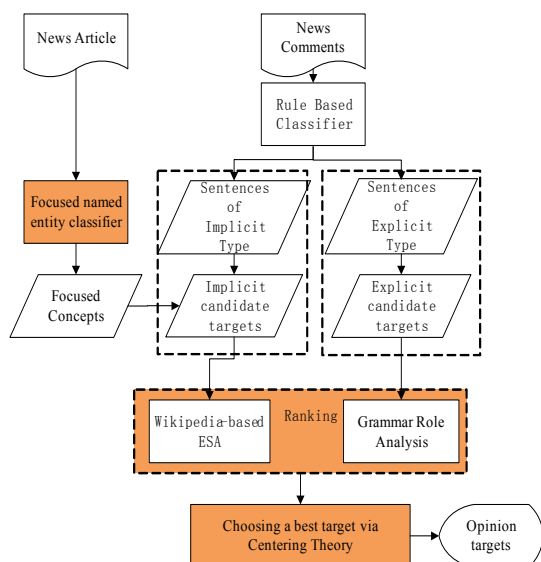 News Article
News
Comments
Rule Based
Classifier
Focused named
entity classifier
Sentences
of
Implicit
Type
Sentences
of
Explicit
Type
Focused
Concepts
Implicit
candidate
targets
Explicit
candidate
targets
Wikipedia-based
ESA
Ranking
Grammar Role
Analysis
Choosing a best target via
Centering Theory
Opinion
targets